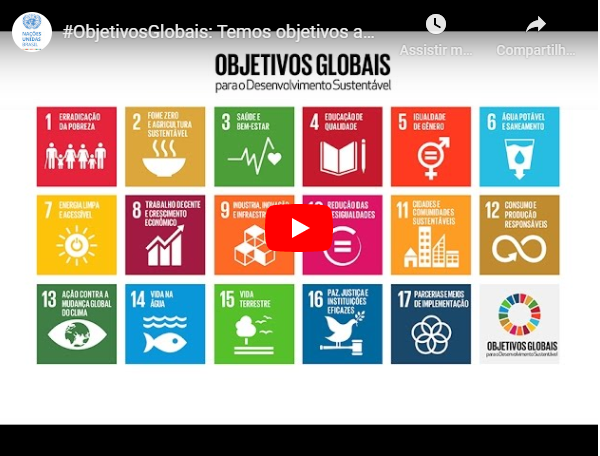 NAÇÕES
UNIDAS
BRASIL
#ObjetivosGlobais: Temos objetivos a...
Assistir m...
Compartilh...
OBJETIVOS GLOBAIS
para o Desenvolvimento Sustentável
1 ERRADICAÇÃO
DA POBREZA
2 FOME ZERO
E AGRICULTURA
SUSTENTÁVEL
3 SAÚDE E
BEM-ESTAR
4 EDUCAÇÃO DE
QUALIDADE
5 IGUALDADE
DE GÊNERO
6 ÁGUA POTÁVEL
E SANEAMENTO
7 ENERGIA LIMPA
E ACESSÍVEL
8 TRABALHO DECENTE
E CRESCIMENTO
ECONÔMICO
9 INDÚSTRIA, INOVAÇÃO
E INFRAESTR
REDUÇÃO DAS
DESIGUALDADES
11 CIDADES E
COMUNIDADES
SUSTENTÁVEIS
12 CONSUMO E
PRODUÇÃO
RESPONSÁVEIS
13 AÇÃO CONTRA A
MUDANÇA GLOBAL
DO CLIMA
14 VIDA NA
ÁGUA
15 VIDA
TERRESTRE
16 PAZ, JUSTIÇA E
INSTITUIÇÕES
EFICAZES
17 PARCERIAS E MEIOS
DE IMPLEMENTAÇÃO
OBJETIVOS GLOBAIS
para o Desenvolvimento Sustentável